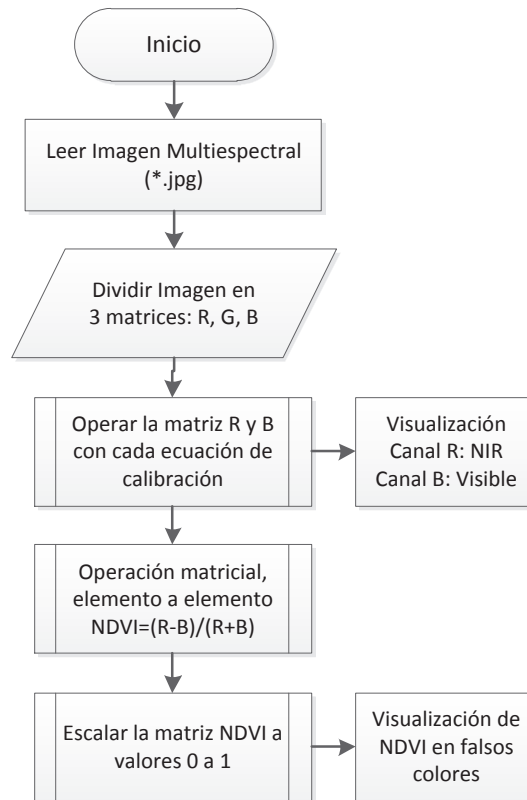 Inicio
Leer Imagen Multiespectral
(*.jpg)
Dividir Imagen en
3 matrices: R, G, B
Operar la matriz R y B
con cada ecuación de
calibración
Visualización
Canal R: NIR
Canal B: Visible
Operación matricial,
elemento a elemento
NDVI=(R-B)/(R+B)
Escalar la matriz NDVI a
valores 0 a 1
Visualización de
NDVI en falsos
colores